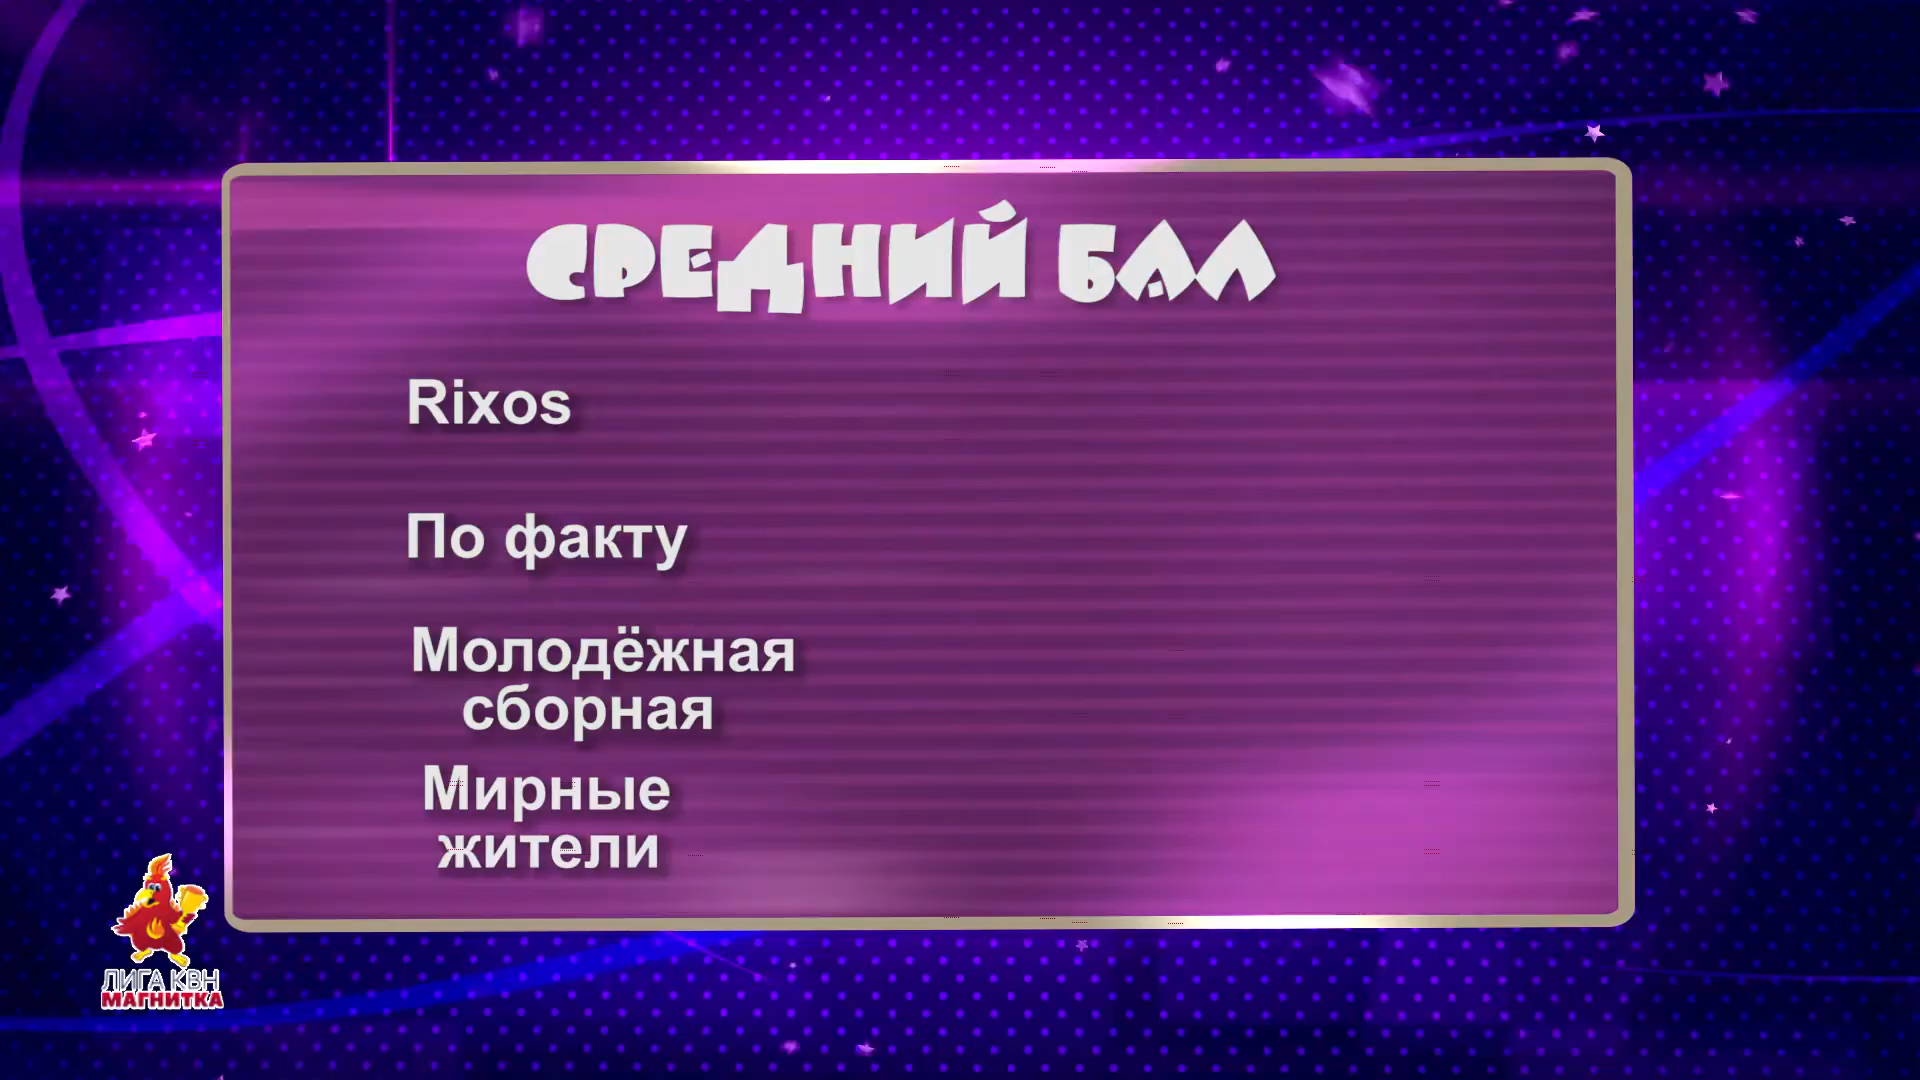 СРЕДНИЙ БАЛ
Rixos
По факту
Молодёжная
сборная
Мирные
жители
ЛИГА КВН
МАГНИТКА